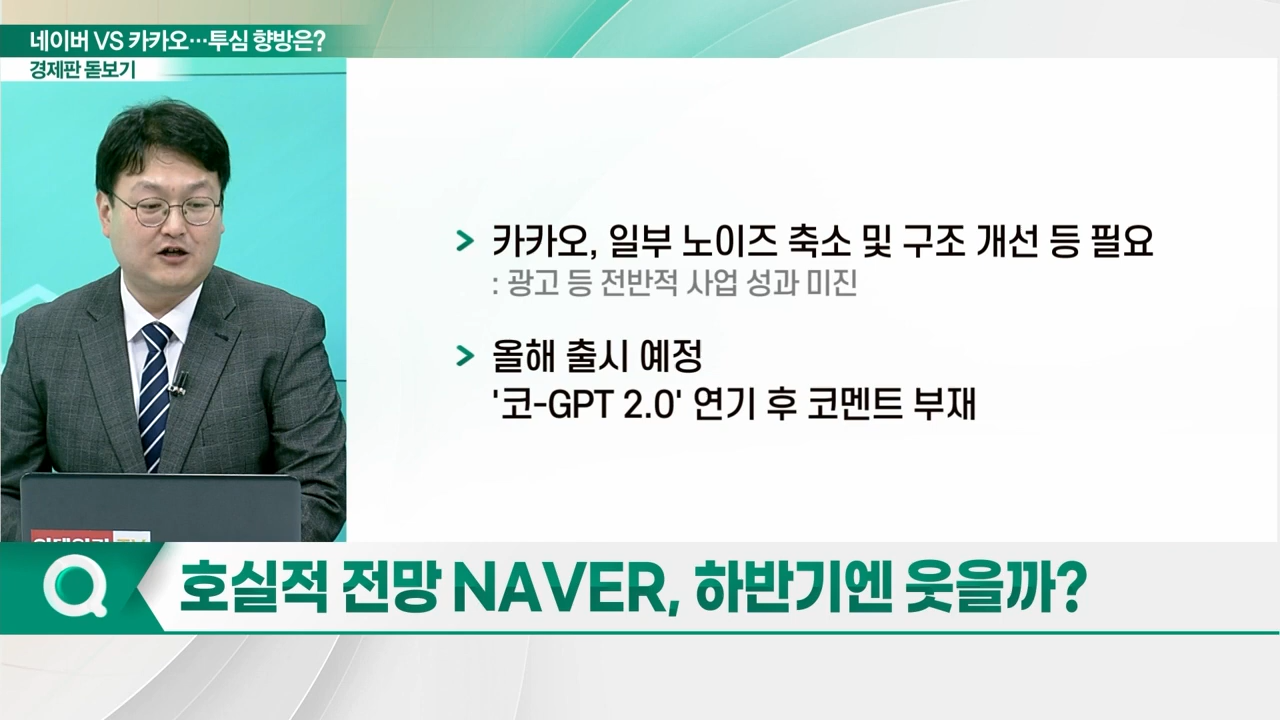 네이버 VS 카카오…투심 향방은?
경제판 돋보기
> 카카오, 일부 노이즈 축소 및 구조 개선 등 필요
: 광고 등 전반적 사업 성과 미진
> 올해 출시 예정
'코-GPT 2.0' 연기 후 코멘트 부재
호실적 전망 NAVER, 하반기엔 웃을까?